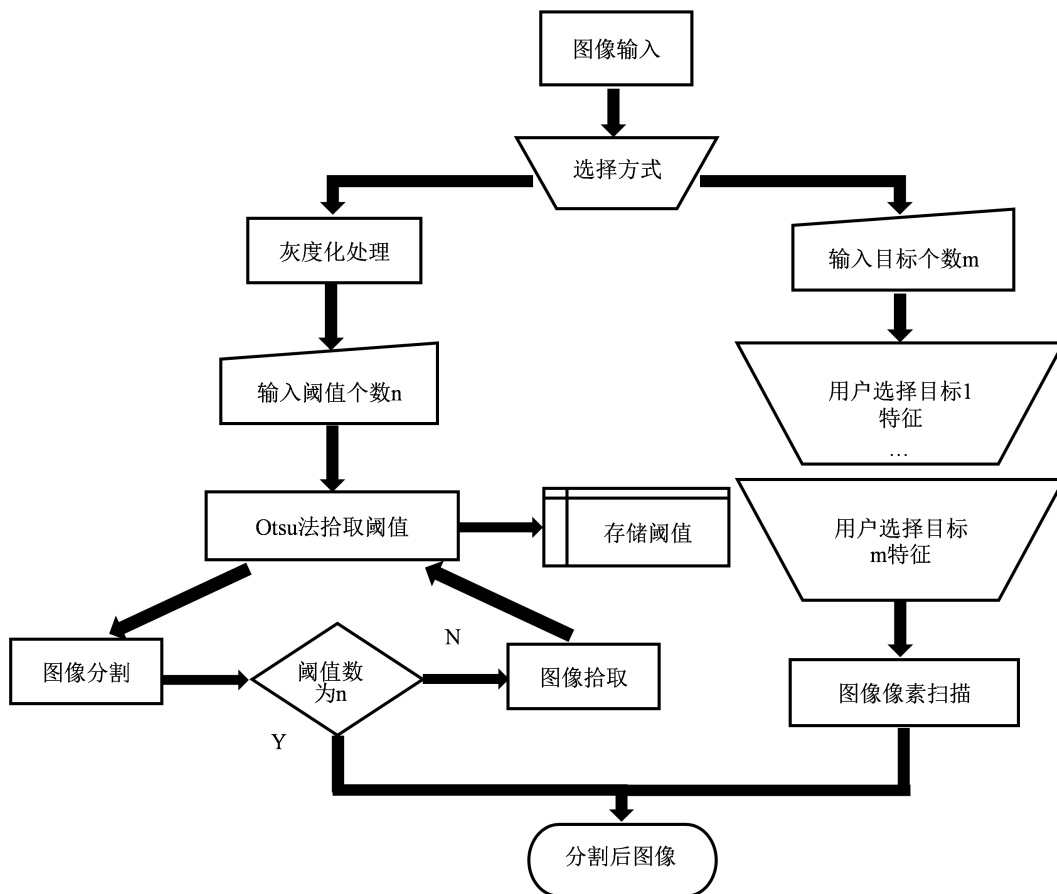 图像输入
选择方式
灰度化处理
输入目标个数m
输入阈值个数n
用户选择目标1
特征
…
Otsu法拾取阈值
存储阈值
用户选择目标
m特征
N
图像分割
阈值数
为n
图像拾取
图像像素扫描
Y
分割后图像